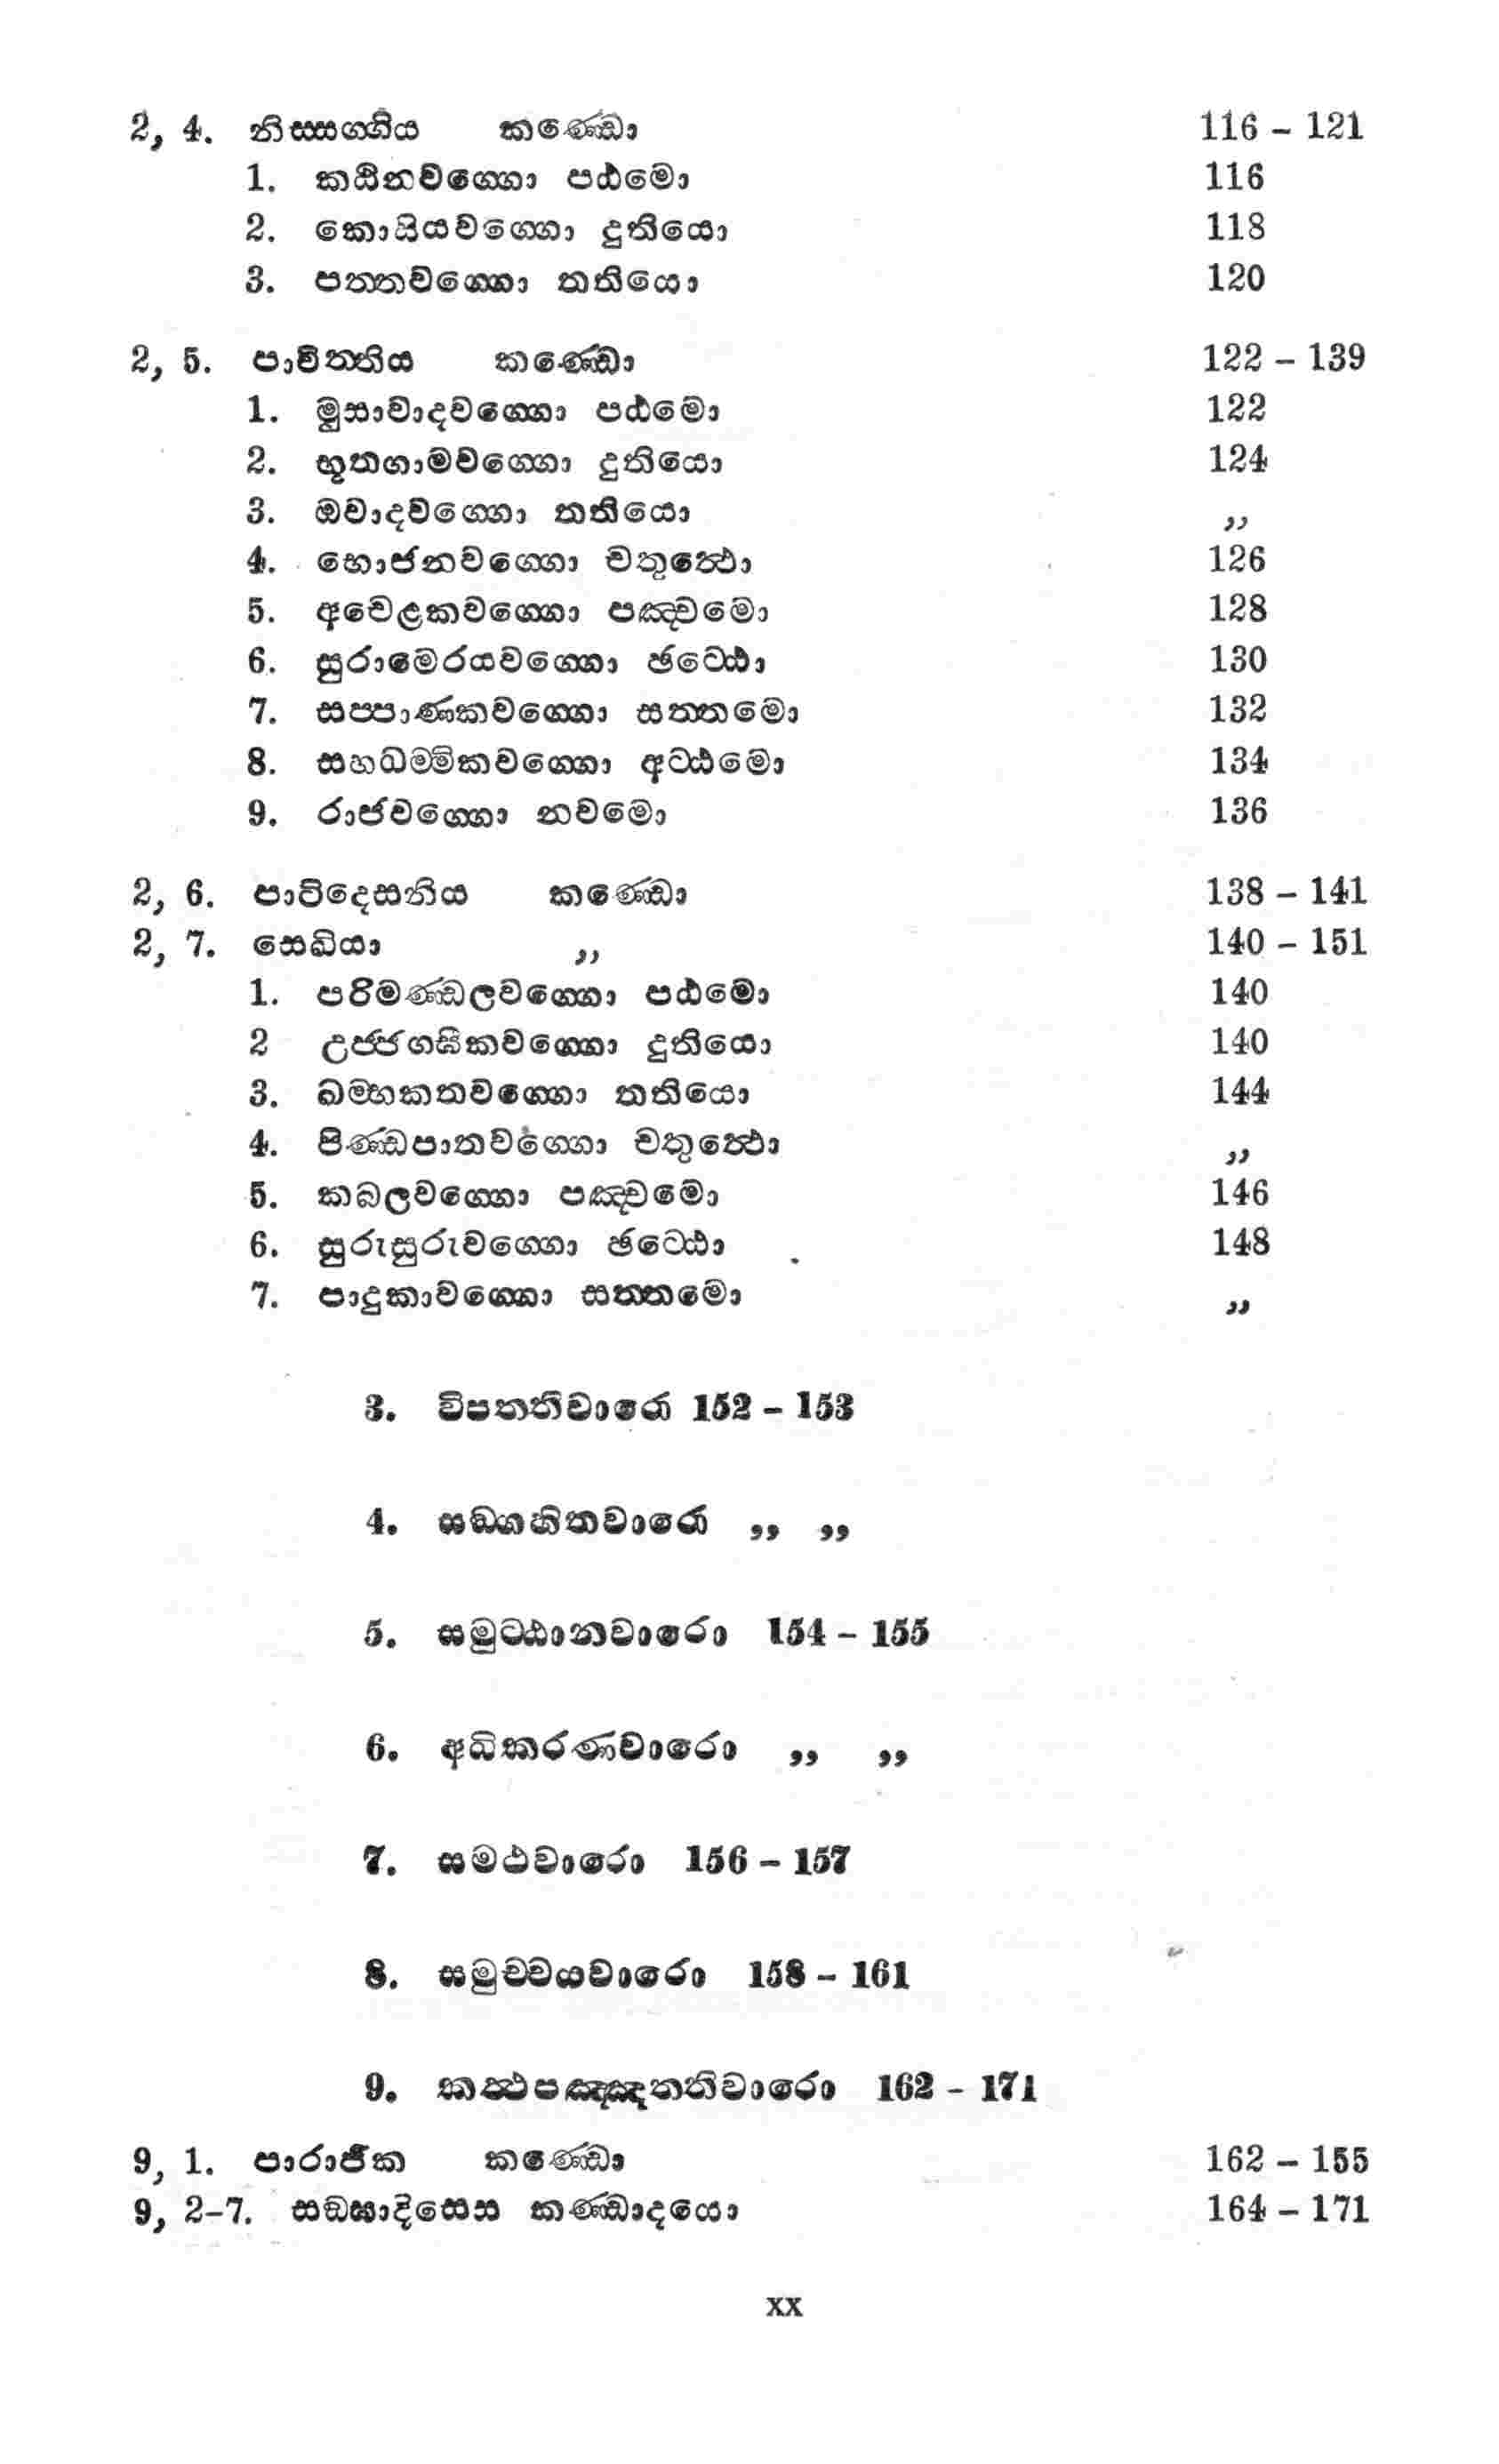 2, 4. නිස්සග්ගිය කණ්ඩො 116 – 121
1. කඨිනවග්ගො පඨමො 116
2. කොසියවග්ගො දුතියො 118
3. පත්තවග්ගො තතියො 120
2, 5. පාචිත්තිය කණ්ඩො 122 – 139
1. මුසාවාදවග්ගො පඨමො 122
2. භූතගාමවග්ගො දුතියො 124
3. ඔවාදවග්ගො තතියො ,,
4. භොජනවග්ගො චතුත්ථො 126
5. අචෙළකවග්ගො පඤ්චමො 128
6. සුරාමෙරයවග්ගො ඡට්ඨො 130
7. සප්පාණකවග්ගො සත්තමො 132
8. සහධම්මිකවග්ගො අට්ඨමො 134
9. රාජවග්ගො නවමො 136
2, 6. පාටිදෙසනිය කණ්ඩො 138 – 141
2, 7. සෙඛියා ,, 140 – 151
1. පරිමණ්ඩලවග්ගො පඨමො 140
2 උජ්ජග්ඝිකවග්ගො දුතියො 140
3. ඛම්භකතවග්ගො තතියො 144
4. පිණ්ඩපාතවග්ගො චතුත්ථො ,,
5. කබලවග්ගො පඤ්චමො 146
6. සුරුසුරුවග්ගො ඡට්ඨො 148
7. පාදුකාවග්ගො සත්තමො ,,
3. විපත්තිවාරෙ 152 – 153
4. සඞ්ගහිතවාරෙ ,, ,,
5. සමුට්ඨානවාරො 154 – 155
6. අධිකරණවාරො ,, ,,
7. සමථවාරො 156 – 157
8. සමුච්චයවාරො 158 – 161
9. කත්ථපඤ්ඤත්තිවාරො 162 – 171
9, 1. පාරාජික කණ්ඩො 162 – 155
9, 2–7. සඞ්ඝාදිසෙස කණ්ඩාදයො 164 – 171
xx